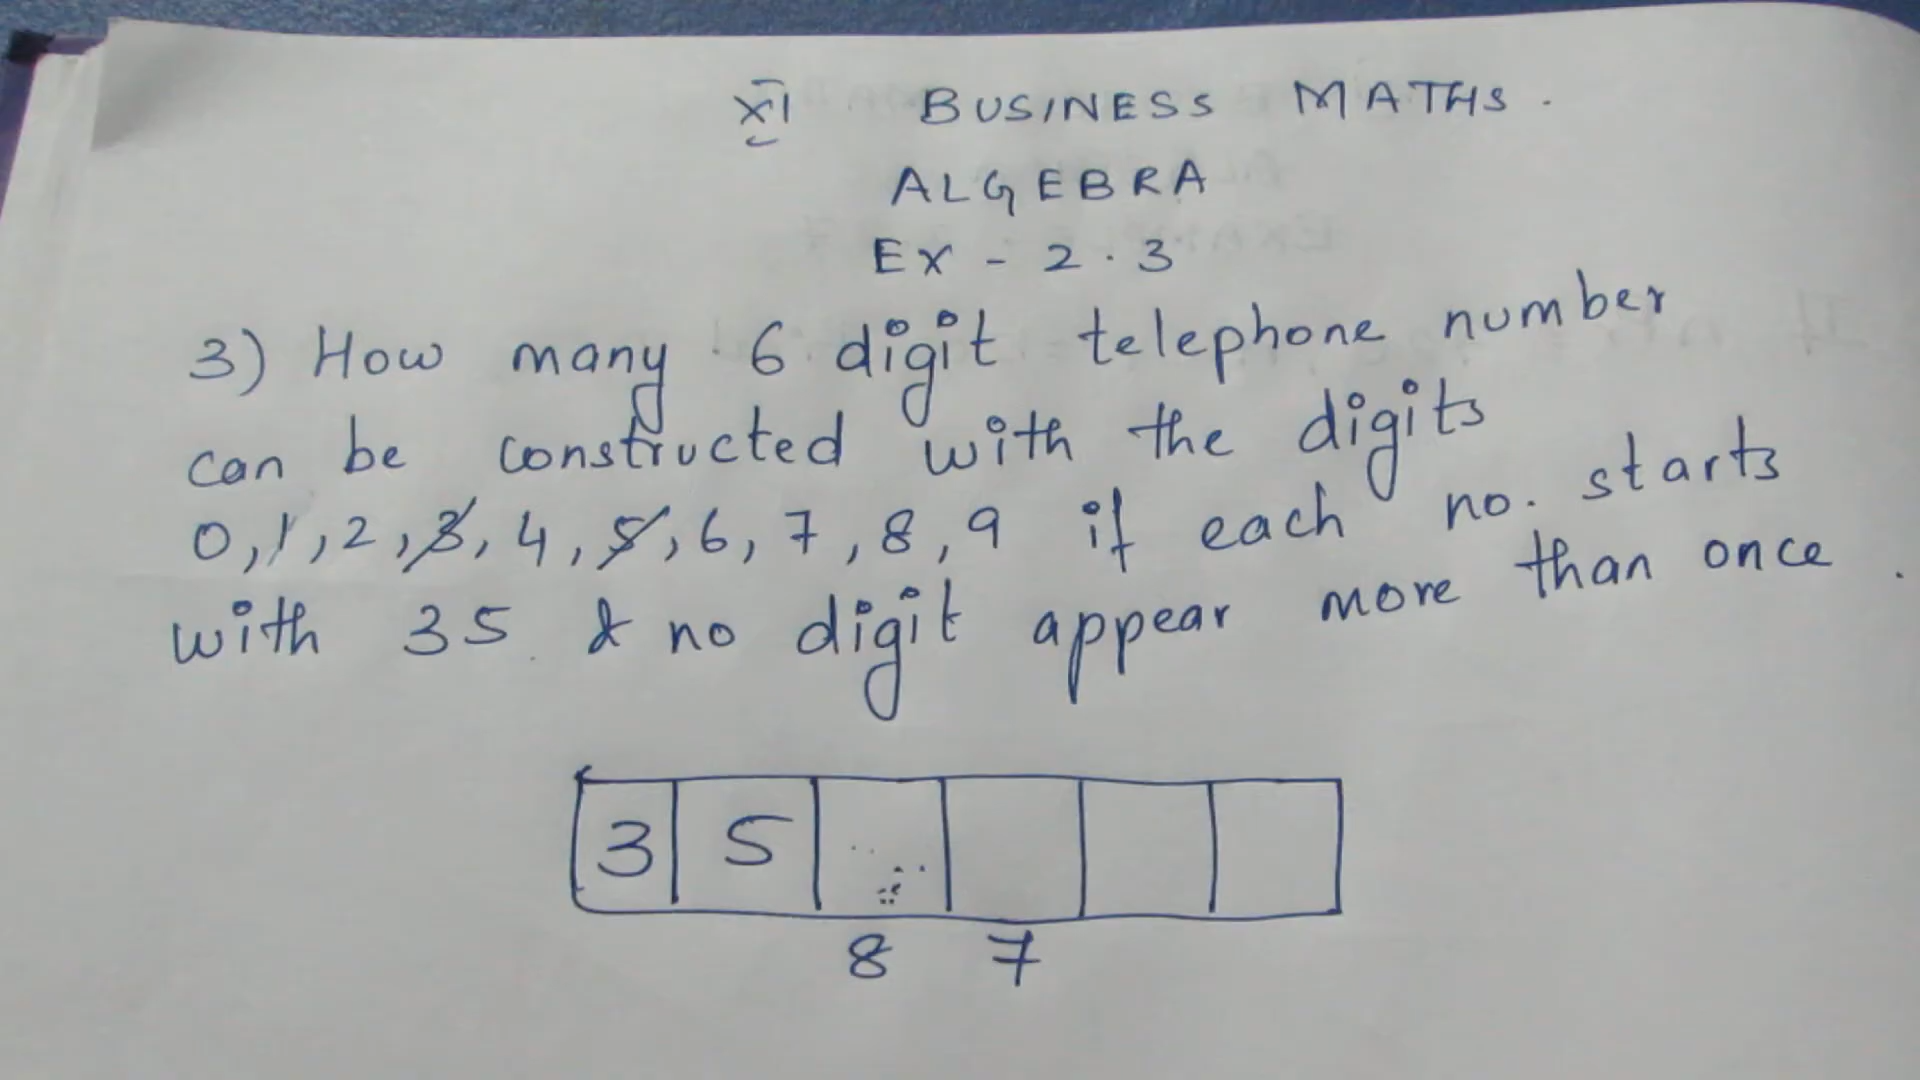 XI BUSINESS MATHS.
ALGEBRA
EX - 2.3
3) How many 6 digit telephone number
can be constructed with the digits
0,1,2,3,4,5,6,7,8,9 if each no. starts
with 35 & no digit appear more than once.
3 5
8 7